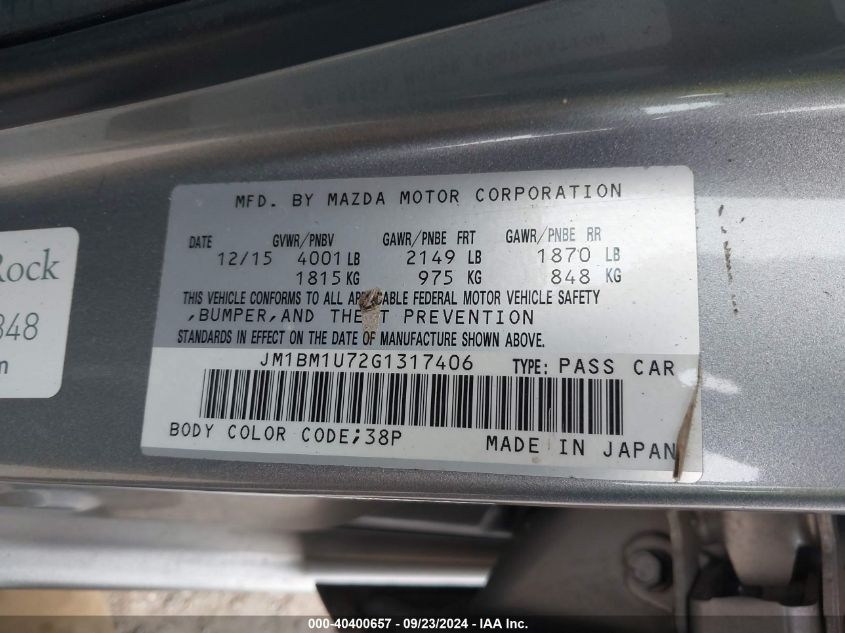 MFD. BY MAZDA MOTOR CORPORATION
DATE GVWR/PNBV GAWR/PNBE FRT GAWR/PNBE RR
12/15 4001 LB 2149 LB 1870 LB
1815 KG 975 KG 848 KG
THIS VEHICLE CONFORMS TO ALL APPLICABLE FEDERAL MOTOR VEHICLE SAFETY
,BUMPER,AND THEFT PREVENTION
STANDARDS IN EFFECT ON THE DATE OF MANUFACTURE SHOWN ABOVE.
JM1BM1U72G1317406 TYPE: PASS CAR
BODY COLOR CODE;38P MADE IN JAPAN
Rock
848
000-40400657 - 09/23/2024 - IAA Inc.